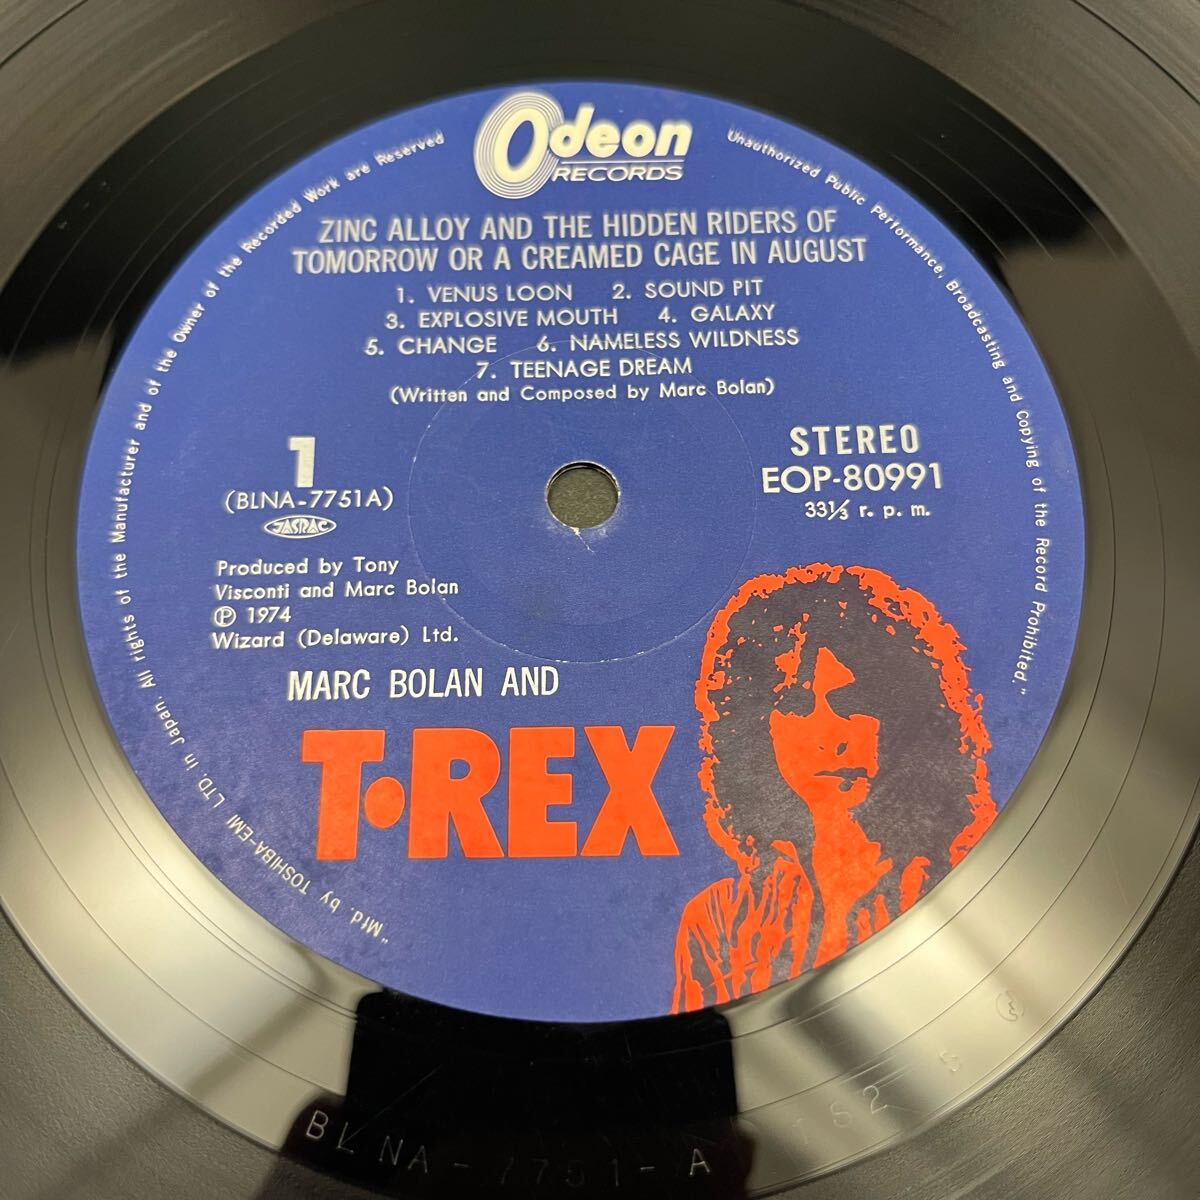 Odeon
RECORDS
ZINC ALLOY AND THE HIDDEN RIDERS OF
TOMORROW OR A CREAMED CAGE IN AUGUST
1. VENUS LOON 2. SOUND PIT
3. EXPLOSIVE MOUTH 4. GALAXY
5. CHANGE 6. NAMELESS WILDNESS
7. TEENAGE DREAM
(Written and Composed by Marc Bolan)
1
(BLNA-7751A)
JASRAC
STEREO
EOP-80991
33⅓ r. p. m.
Produced by Tony
Visconti and Marc Bolan
Ⓟ 1974
Wizard (Delaware) Ltd.
MARC BOLAN AND
T•REX
"Mfd. by TOSHIBA-EMI LTD. in Japan. All rights of the Manufacturer and of the Owner of the Recorded Work are Reserved
Unauthorized Public Performance, Broadcasting and Copying of the Record Prohibited."
BLNA-7751-A 1S2 5